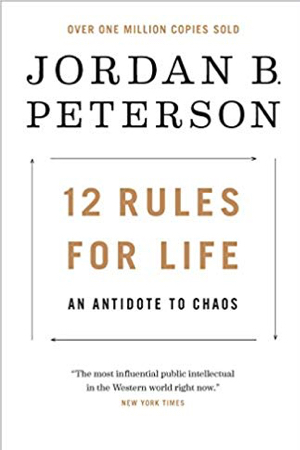 OVER ONE MILLION COPIES SOLD
JORDAN B.
PETERSON
12 RULES
FOR LIFE
AN ANTIDOTE TO CHAOS
“The most influential public intellectual
in the Western world right now.”
NEW YORK TIMES